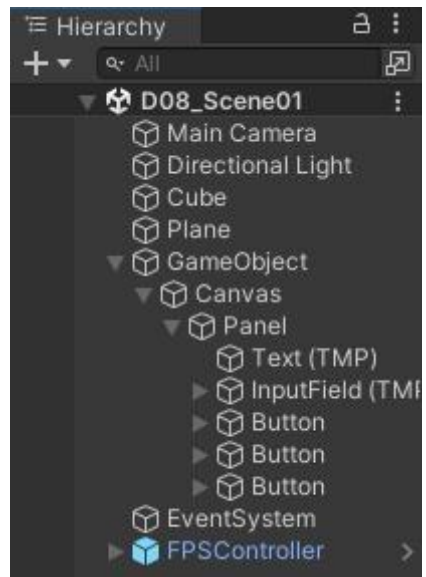 Hierarchy
All
D08_Scene01
Main Camera
Directional Light
Cube
Plane
GameObject
Canvas
Panel
Text (TMP)
InputField (TMP
Button
Button
Button
EventSystem
FPSController